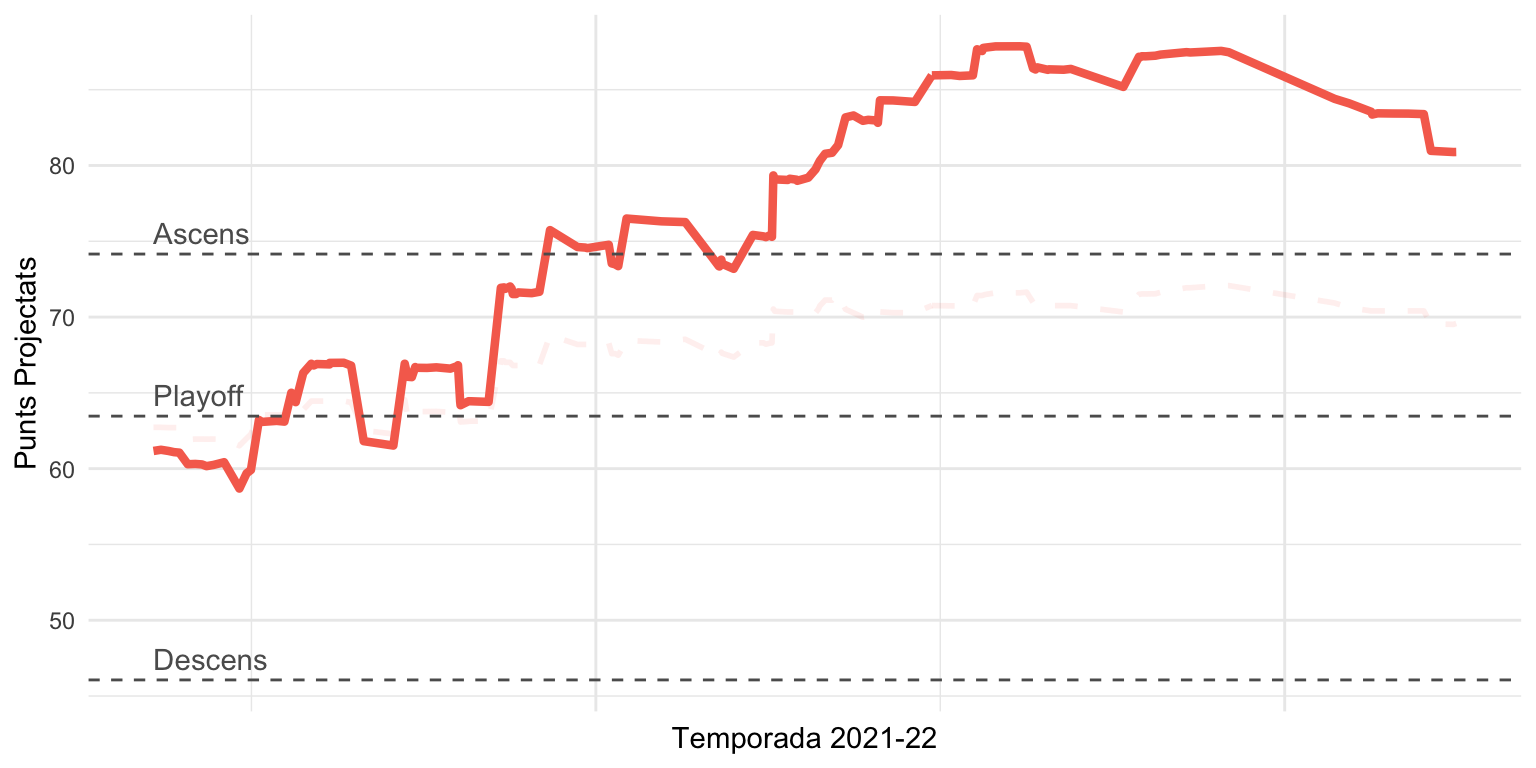 80
Ascens
70
Playoff
60
50
Descens
Punts Projectats
Temporada 2021-22